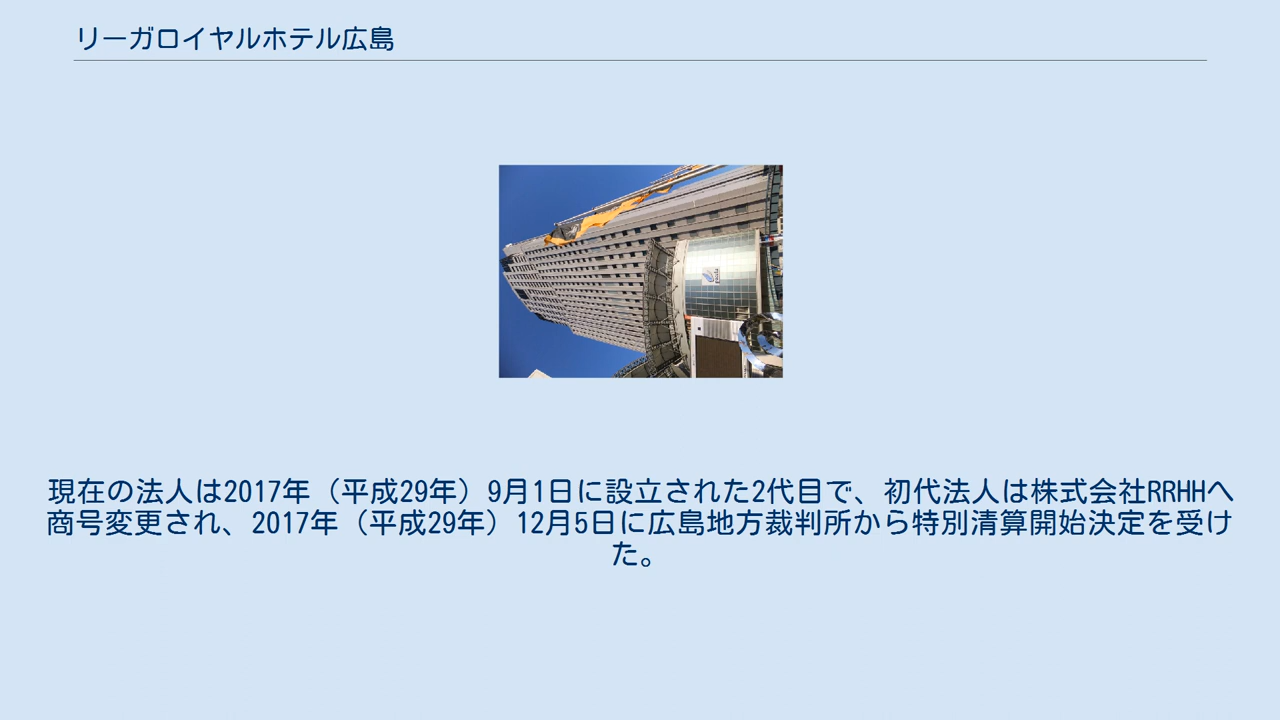 リーガロイヤルホテル広島
現在の法人は2017年（平成29年）9月1日に設立された2代目で、初代法人は株式会社RRHHへ
商号変更され、2017年（平成29年）12月5日に広島地方裁判所から特別清算開始決定を受け
た。